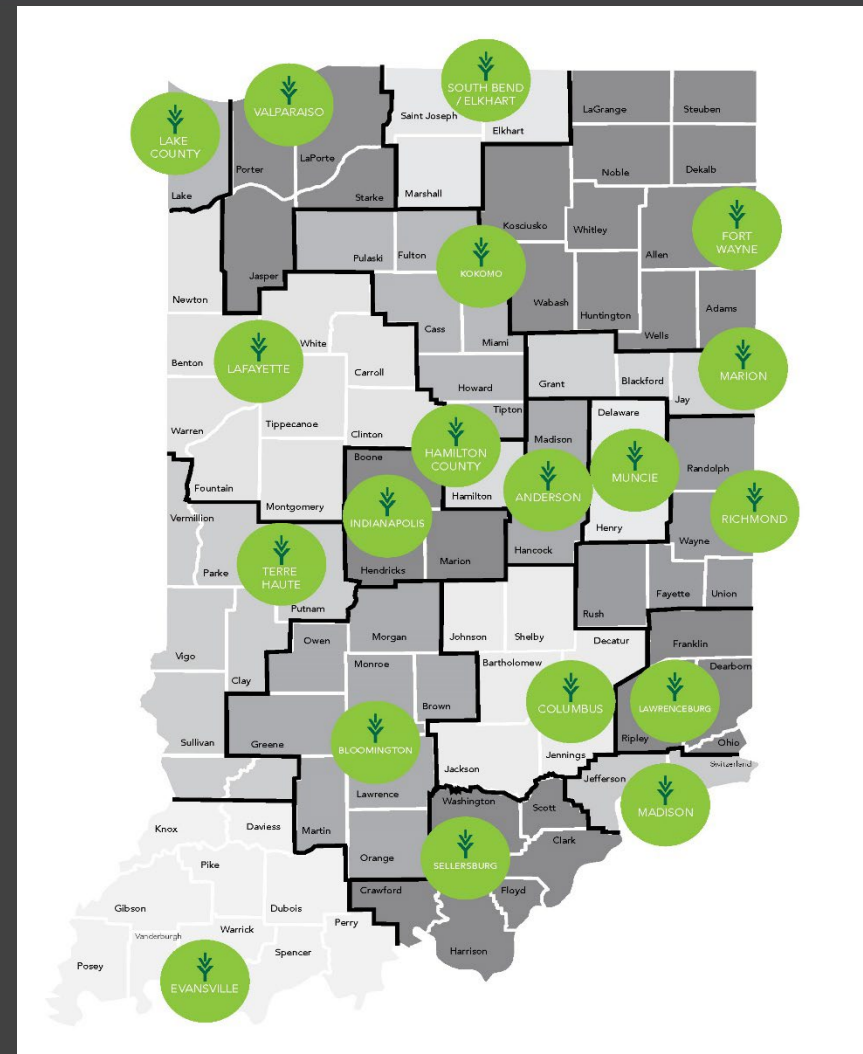 SOUTH BEND
/ ELKHART
VALPARAISO
LAKE
COUNTY
Saint Joseph
Elkhart
LaGrange
Steuben
Porter
LaPorte
Noble
Dekalb
Lake
Starke
Marshall
Kosciusko
Whitley
FORT
WAYNE
Allen
Pulaski
Fulton
KOKOMO
Jasper
Newton
Wabash
Huntington
Adams
Wells
Cass
Miami
White
Benton
LAFAYETTE
Carroll
MARION
Grant
Blackford
Jay
Howard
Tipton
Warren
Tippecanoe
Clinton
Delaware
HAMILTON
COUNTY
Madison
Boone
MUNCIE
Randolph
Fountain
Hamilton
ANDERSON
Montgomery
INDIANAPOLIS
Henry
RICHMOND
Vermillion
Wayne
Hancock
Marion
Parke
TERRE
HAUTE
Hendricks
Putnam
Rush
Fayette
Union
Owen
Morgan
Johnson
Shelby
Decatur
Franklin
Vigo
Monroe
Bartholomew
Dearborn
Clay
Brown
COLUMBUS
LAWRENCEBURG
Sullivan
Greene
BLOOMINGTON
Ripley
Ohio
Jennings
Jackson
Switzerland
Jefferson
Lawrence
Washington
Scott
MADISON
Knox
Daviess
Martin
Clark
Orange
Pike
SELLERSBURG
Crawford
Floyd
Gibson
Dubois
Perry
Warrick
Vanderburgh
Spencer
Harrison
Posey
EVANSVILLE